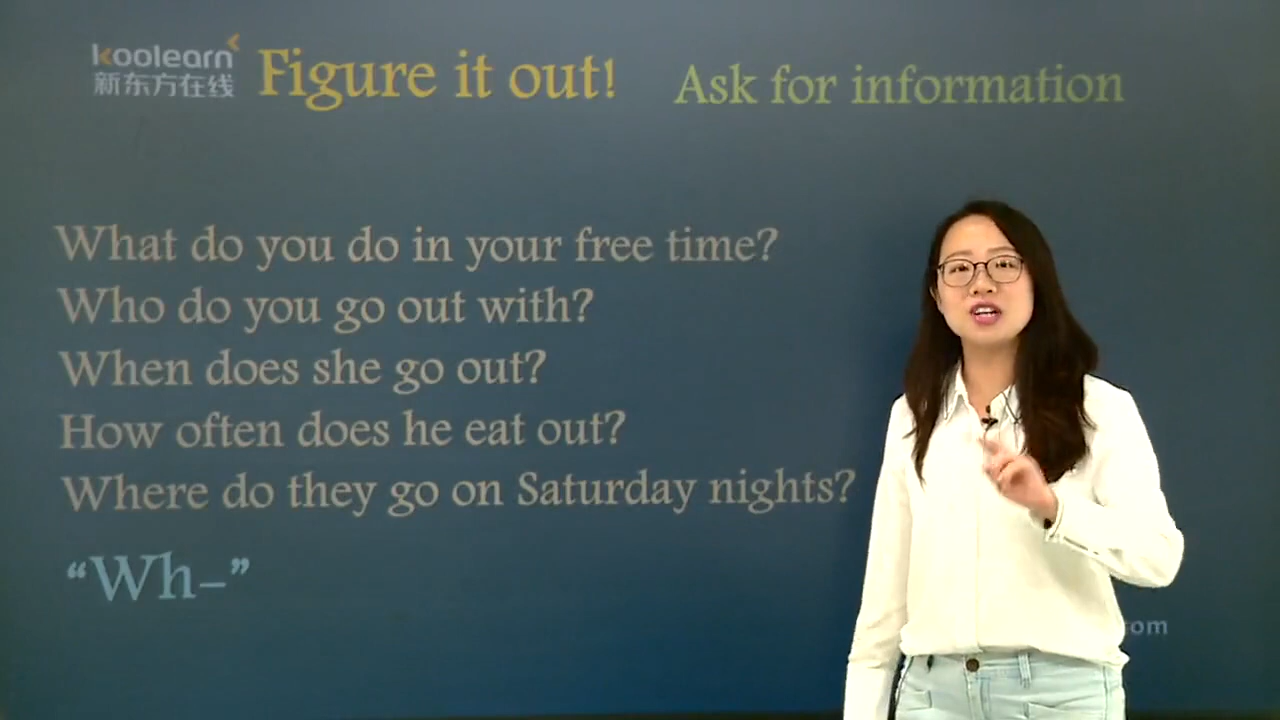 koolearn
新东方在线
Figure it out!
Ask for information
What do you do in your free time?
Who do you go out with?
When does she go out?
How often does he eat out?
Where do they go on Saturday nights?
“Wh–”
com